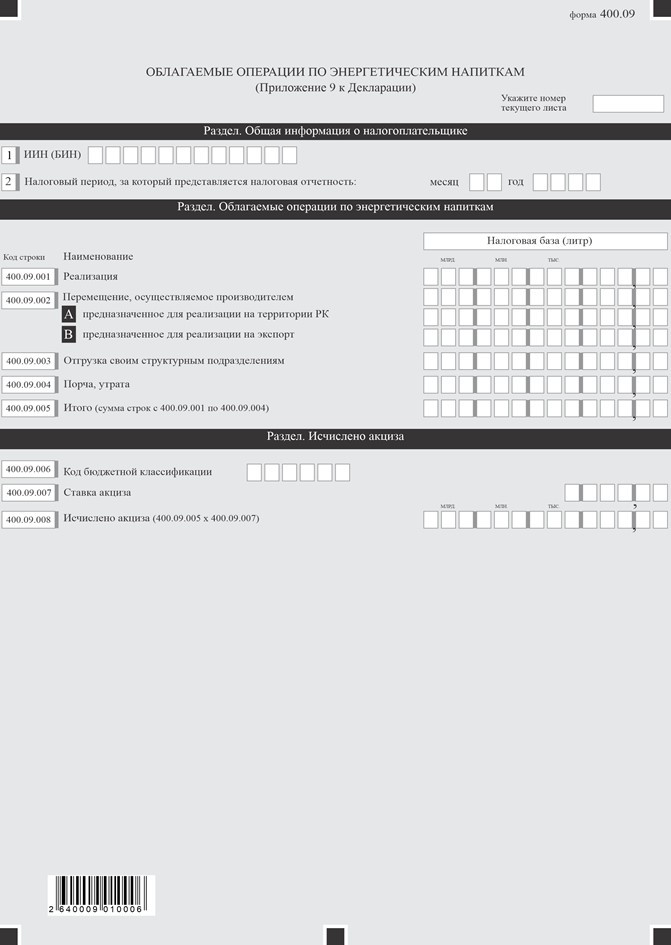 форма 400.09
ОБЛАГАЕМЫЕ ОПЕРАЦИИ ПО ЭНЕРГЕТИЧЕСКИМ НАПИТКАМ
(Приложение 9 к Декларации)
Укажите номер
текущего листа
Раздел. Общая информация о налогоплательщике
1 ИИН (БИН)
2 Налоговый период, за который представляется налоговая отчетность: месяц год
Раздел. Облагаемые операции по энергетическим напиткам
Налоговая база (литр)
Код строки Наименование млрд млн тыс
400.09.001 Реализация ,
400.09.002 Перемещение, осуществляемое производителем ,
A предназначенное для реализации на территории РК ,
B предназначенное для реализации на экспорт ,
400.09.003 Отгрузка своим структурным подразделениям ,
400.09.004 Порча, утрата ,
400.09.005 Итого (сумма строк с 400.09.001 по 400.09.004) ,
Раздел. Исчислено акциза
400.09.006 Код бюджетной классификации
400.09.007 Ставка акциза ,
млрд млн тыс
400.09.008 Исчислено акциза (400.09.005 х 400.09.007) ,
2 640009 010006